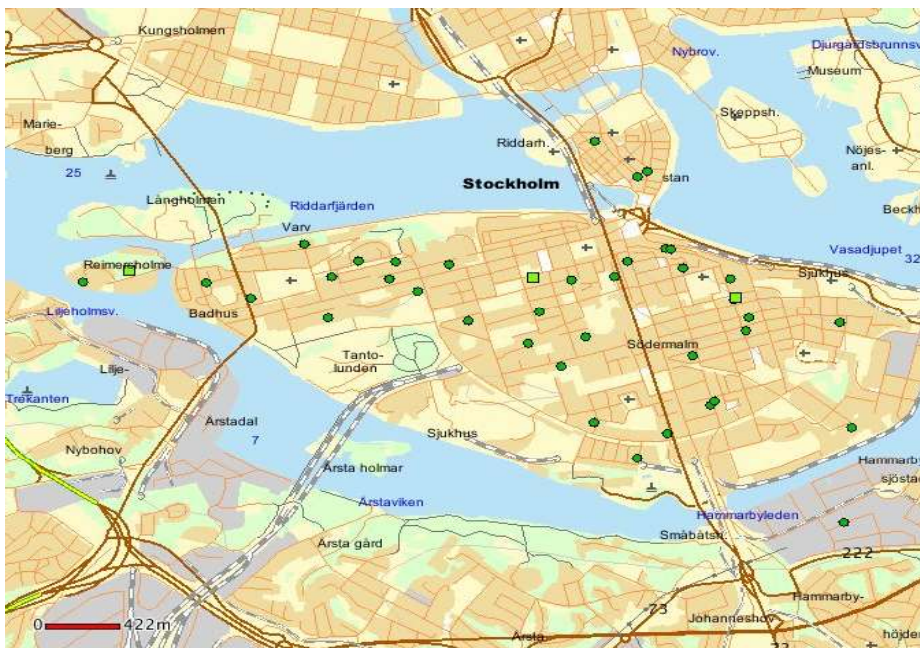 Kungsholmen
Nybrov.
Djurgårdsbrunnsv
Museum
Marie-
berg
25
Riddarh.
Skeppsh.
Nöjes-
anl.
stan
Stockholm
Långholmen
Riddarfjärden
Varv
Beckh
Vasadjupet
32
Reimersholme
Sjukhus
Liljeholmsv.
Badhus
Lilje-
Tanto-
lunden
Södermalm
Trekanten
Årstadal
7
Sjukhus
Nybohov
Årsta holmar
Hammarby
sjöstad
Årstaviken
Hammarbyleden
Småbåtsh.
Årsta gård
222
Hammarby-
73
Johanneshov
0 422m
Årsta
73
höjden